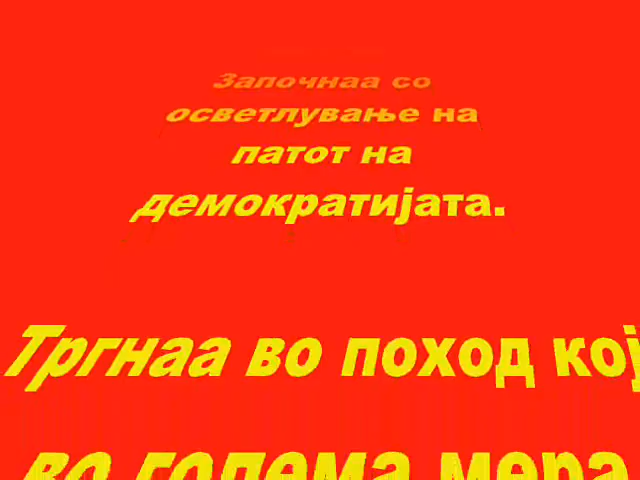 Започнаа со
осветлување на
патот на
демократијата.
Тргнаа во поход кој
во голема мера